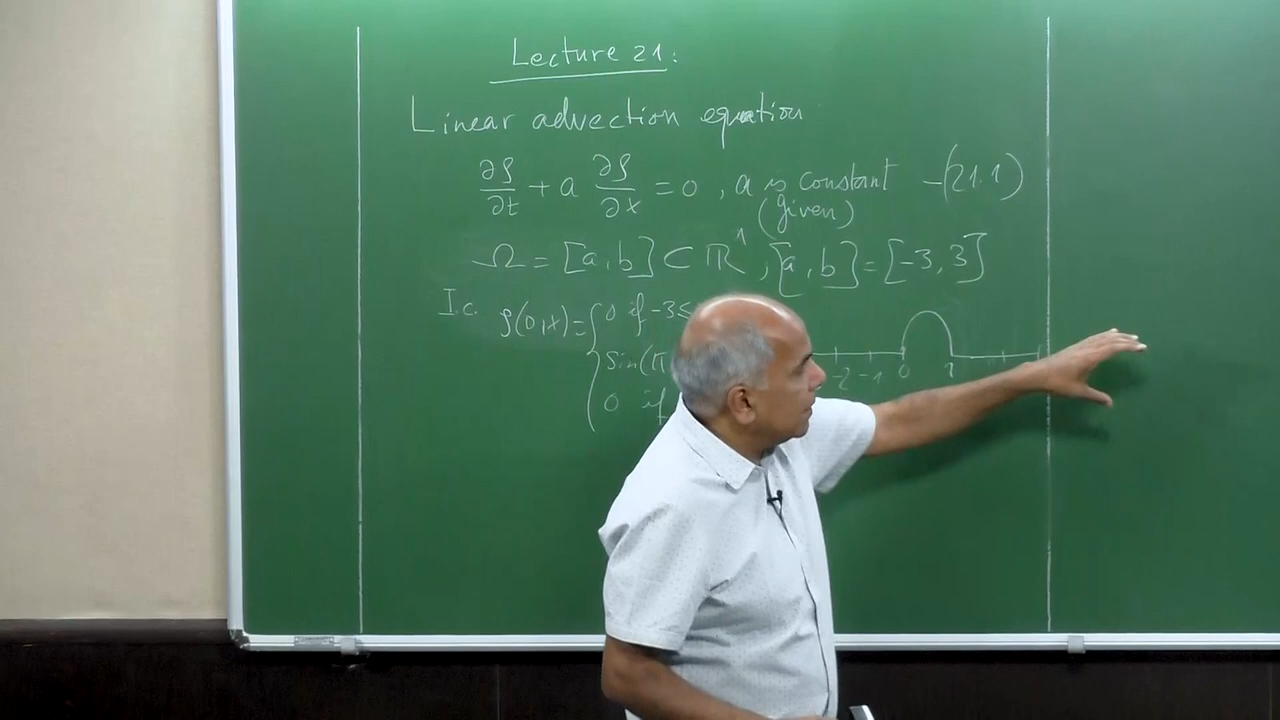 Lecture 21:
Linear advection equation
∂ρ/∂t + a ∂ρ/∂x = 0, a is constant -(21.1)
(given)
Ω = [a,b] ⊂ ℝ¹, [a,b] = [-3,3]
I.c. ρ(0,x) = { 0 if -3≤
Sin(π
0 if
-2 -1 0 1